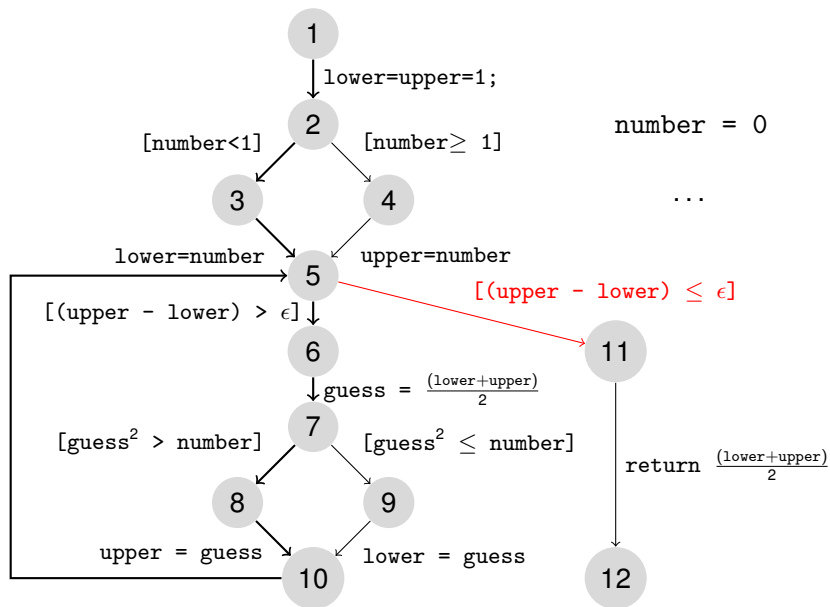 1
lower=upper=1;
2
number = 0
[number<1]
[number≥ 1]
3
4
...
lower=number
upper=number
5
[(upper - lower) ≤ ϵ]
[(upper - lower) > ϵ]
6
11
guess = (lower+upper)/2
7
[guess² > number]
[guess² ≤ number]
return (lower+upper)/2
8
9
upper = guess
lower = guess
10
12